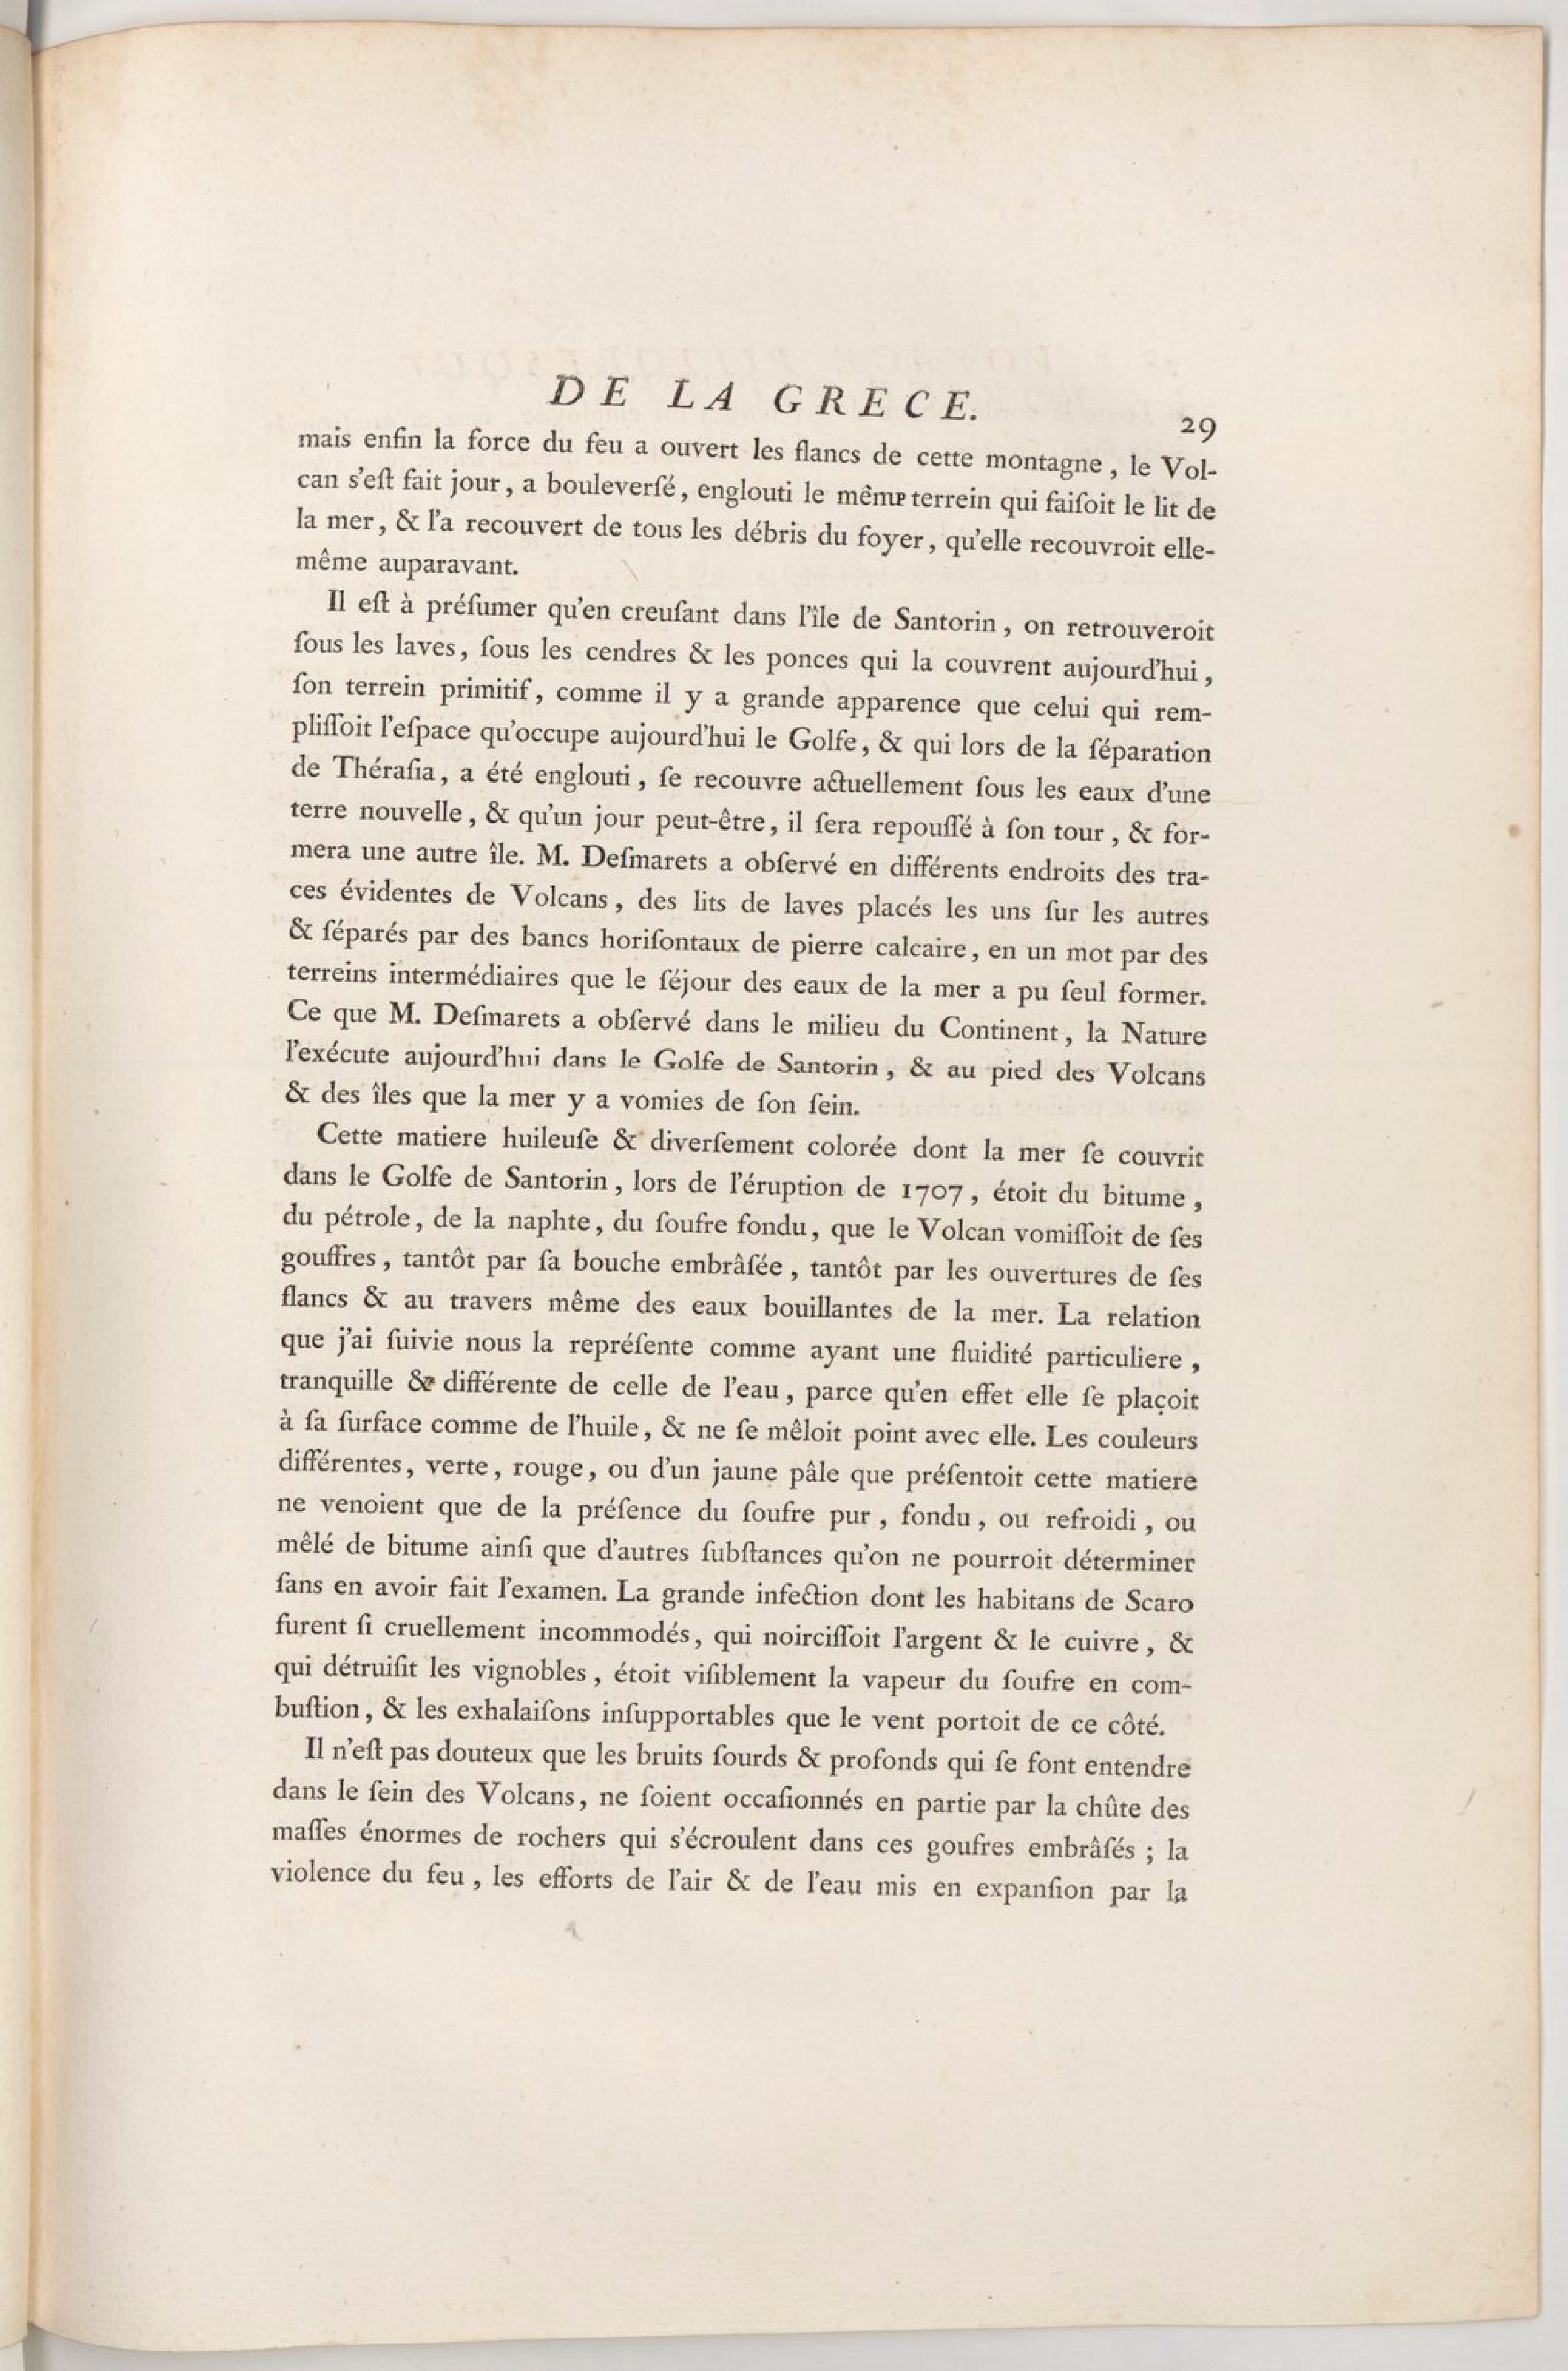 DE LA GRECE.
29
mais enfin la force du feu a ouvert les flancs de cette montagne, le Vol-
can s'eſt fait jour, a bouleverſé, englouti le même terrein qui faiſoit le lit de
la mer, & l'a recouvert de tous les débris du foyer, qu'elle recouvroit elle-
même auparavant.
Il eſt à préſumer qu'en creuſant dans l'île de Santorin, on retrouveroit
ſous les laves, ſous les cendres & les ponces qui la couvrent aujourd'hui,
ſon terrein primitif, comme il y a grande apparence que celui qui rem-
pliſſoit l'eſpace qu'occupe aujourd'hui le Golfe, & qui lors de la ſéparation
de Théraſia, a été englouti, ſe recouvre actuellement ſous les eaux d'une
terre nouvelle, & qu'un jour peut-être, il ſera repouſſé à ſon tour, & for-
mera une autre île. M. Deſmarets a obſervé en différents endroits des tra-
ces évidentes de Volcans, des lits de laves placés les uns ſur les autres
& ſéparés par des bancs horiſontaux de pierre calcaire, en un mot par des
terreins intermédiaires que le ſéjour des eaux de la mer a pu ſeul former.
Ce que M. Deſmarets a obſervé dans le milieu du Continent, la Nature
l'exécute aujourd'hui dans le Golfe de Santorin, & au pied des Volcans
& des îles que la mer y a vomies de ſon ſein.
Cette matiere huileuſe & diverſement colorée dont la mer ſe couvrit
dans le Golfe de Santorin, lors de l'éruption de 1707, étoit du bitume,
du pétrole, de la naphte, du ſoufre fondu, que le Volcan vomiſſoit de ſes
gouffres, tantôt par ſa bouche embrâſée, tantôt par les ouvertures de ſes
flancs & au travers même des eaux bouillantes de la mer. La relation
que j'ai ſuivie nous la repréſente comme ayant une fluidité particuliere,
tranquille & différente de celle de l'eau, parce qu'en effet elle ſe plaçoit
à ſa ſurface comme de l'huile, & ne ſe mêloit point avec elle. Les couleurs
différentes, verte, rouge, ou d'un jaune pâle que préſentoit cette matiere
ne venoient que de la préſence du ſoufre pur, fondu, ou refroidi, ou
mêlé de bitume ainſi que d'autres ſubſtances qu'on ne pourroit déterminer
ſans en avoir fait l'examen. La grande infection dont les habitans de Scaro
furent ſi cruellement incommodés, qui noirciſſoit l'argent & le cuivre, &
qui détruiſit les vignobles, étoit viſiblement la vapeur du ſoufre en com-
buſtion, & les exhalaiſons inſupportables que le vent portoit de ce côté.
Il n'eſt pas douteux que les bruits ſourds & profonds qui ſe font entendre
dans le ſein des Volcans, ne ſoient occaſionnés en partie par la chûte des
maſſes énormes de rochers qui s'écroulent dans ces goufres embrâſés ; la
violence du feu, les efforts de l'air & de l'eau mis en expanſion par la